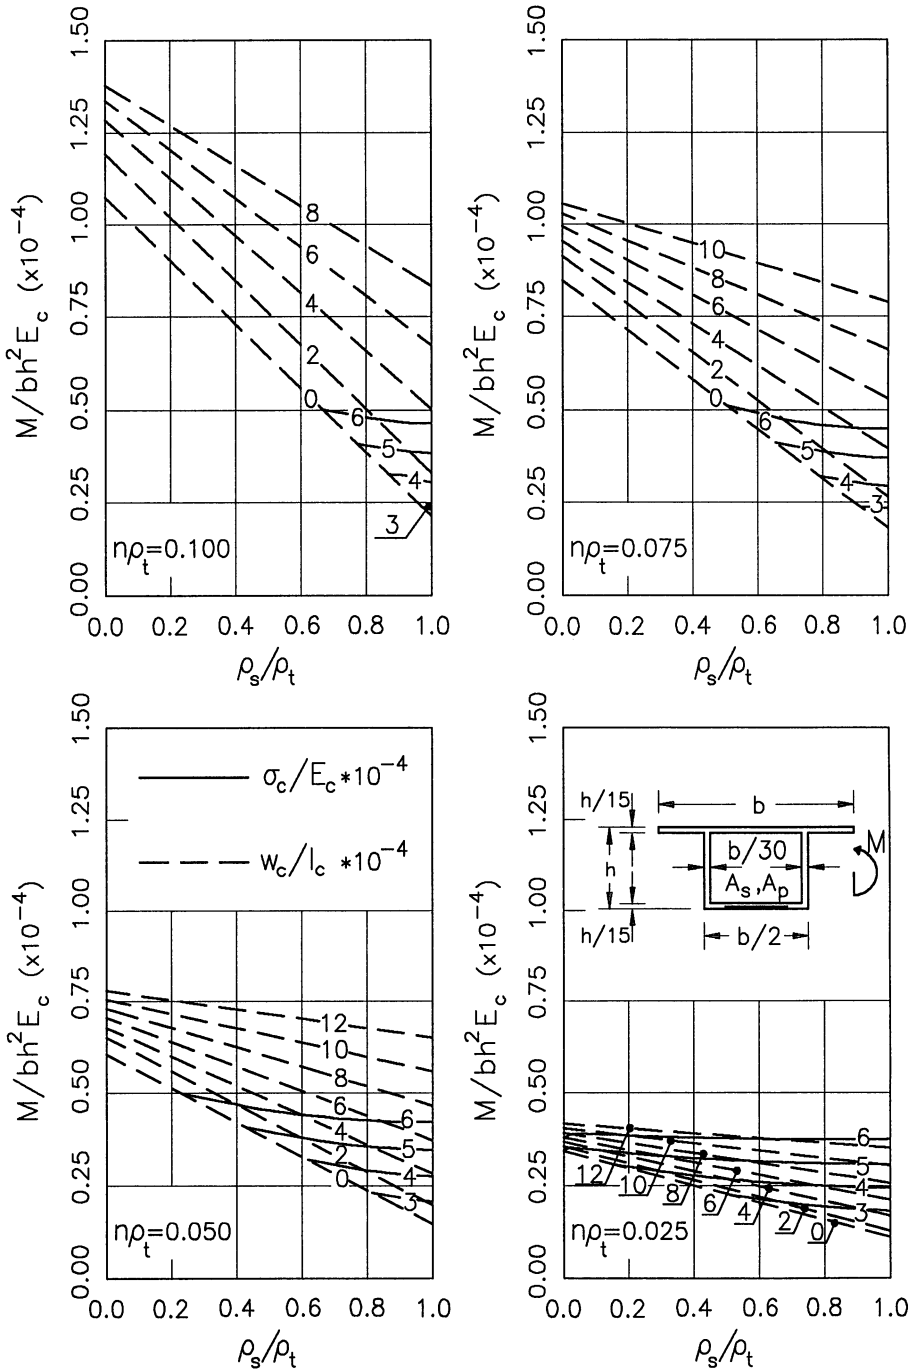 1.50
1.25
1.00
0.75
0.50
0.25
0.00
M/bh²E_c (x10⁻⁴)
8
6
4
2
0
6
5
4
3
nρ_t=0.100
0.0 0.2 0.4 0.6 0.8 1.0
ρ_s/ρ_t
1.50
1.25
1.00
0.75
0.50
0.25
0.00
M/bh²E_c (x10⁻⁴)
10
8
6
4
2
0
6
5
4
3
nρ_t=0.075
0.0 0.2 0.4 0.6 0.8 1.0
ρ_s/ρ_t
1.50
1.25
1.00
0.75
0.50
0.25
0.00
M/bh²E_c (x10⁻⁴)
σ_c/E_c *10⁻⁴
w_c/l_c *10⁻⁴
12
10
8
6
4
2
0
6
5
4
3
nρ_t=0.050
0.0 0.2 0.4 0.6 0.8 1.0
ρ_s/ρ_t
1.50
1.25
1.00
0.75
0.50
0.25
0.00
M/bh²E_c (x10⁻⁴)
h/15
b
h
b/30
A_s,A_p
M
h/15
b/2
6
5
4
3
12
10
8
6
4
2
0
nρ_t=0.025
0.0 0.2 0.4 0.6 0.8 1.0
ρ_s/ρ_t